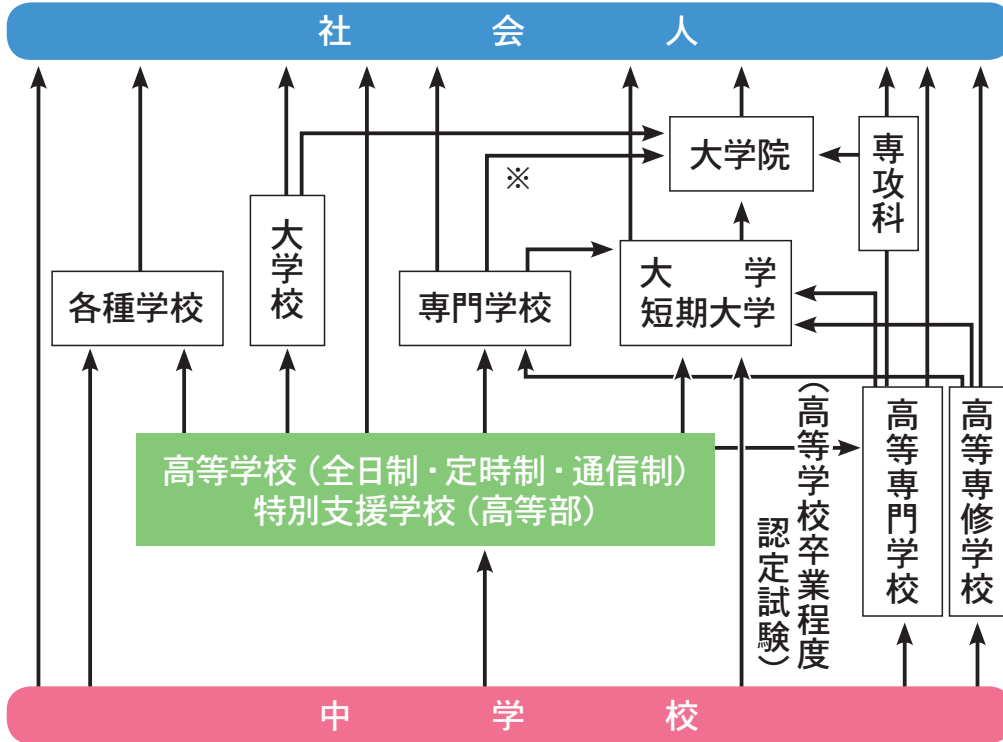 社会人
大学院
専攻科
※
大学校
大学
短期大学
各種学校
専門学校
高等学校（全日制・定時制・通信制）
特別支援学校（高等部）
（高等学校卒業程度
認定試験）
高等専門学校
高等専修学校
中学校